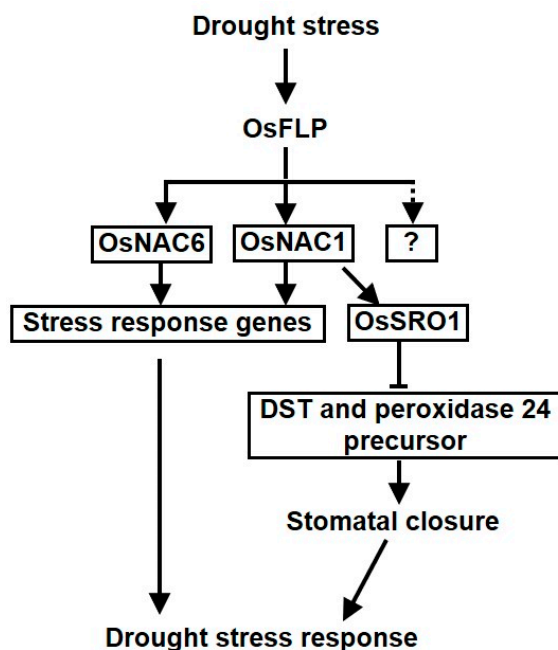 Drought stress
OsFLP
OsNAC6
OsNAC1
?
Stress response genes
OsSRO1
DST and peroxidase 24
precursor
Stomatal closure
Drought stress response